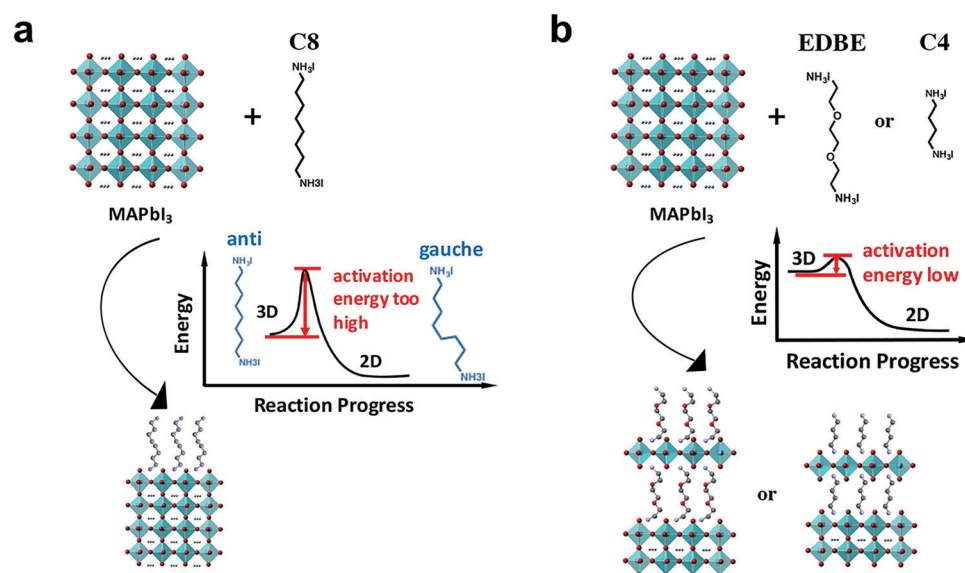 a
C8
NH₃I
+
NH3I
MAPbI₃
anti
NH₃I
NH3I
gauche
NH₃I
NH3I
Energy
3D
activation
energy too
high
2D
Reaction Progress
b
EDBE
C4
NH₃I
O
O
NH₃I
+
or
NH₃I
NH₃I
MAPbI₃
Energy
3D
activation
energy low
2D
Reaction Progress
or